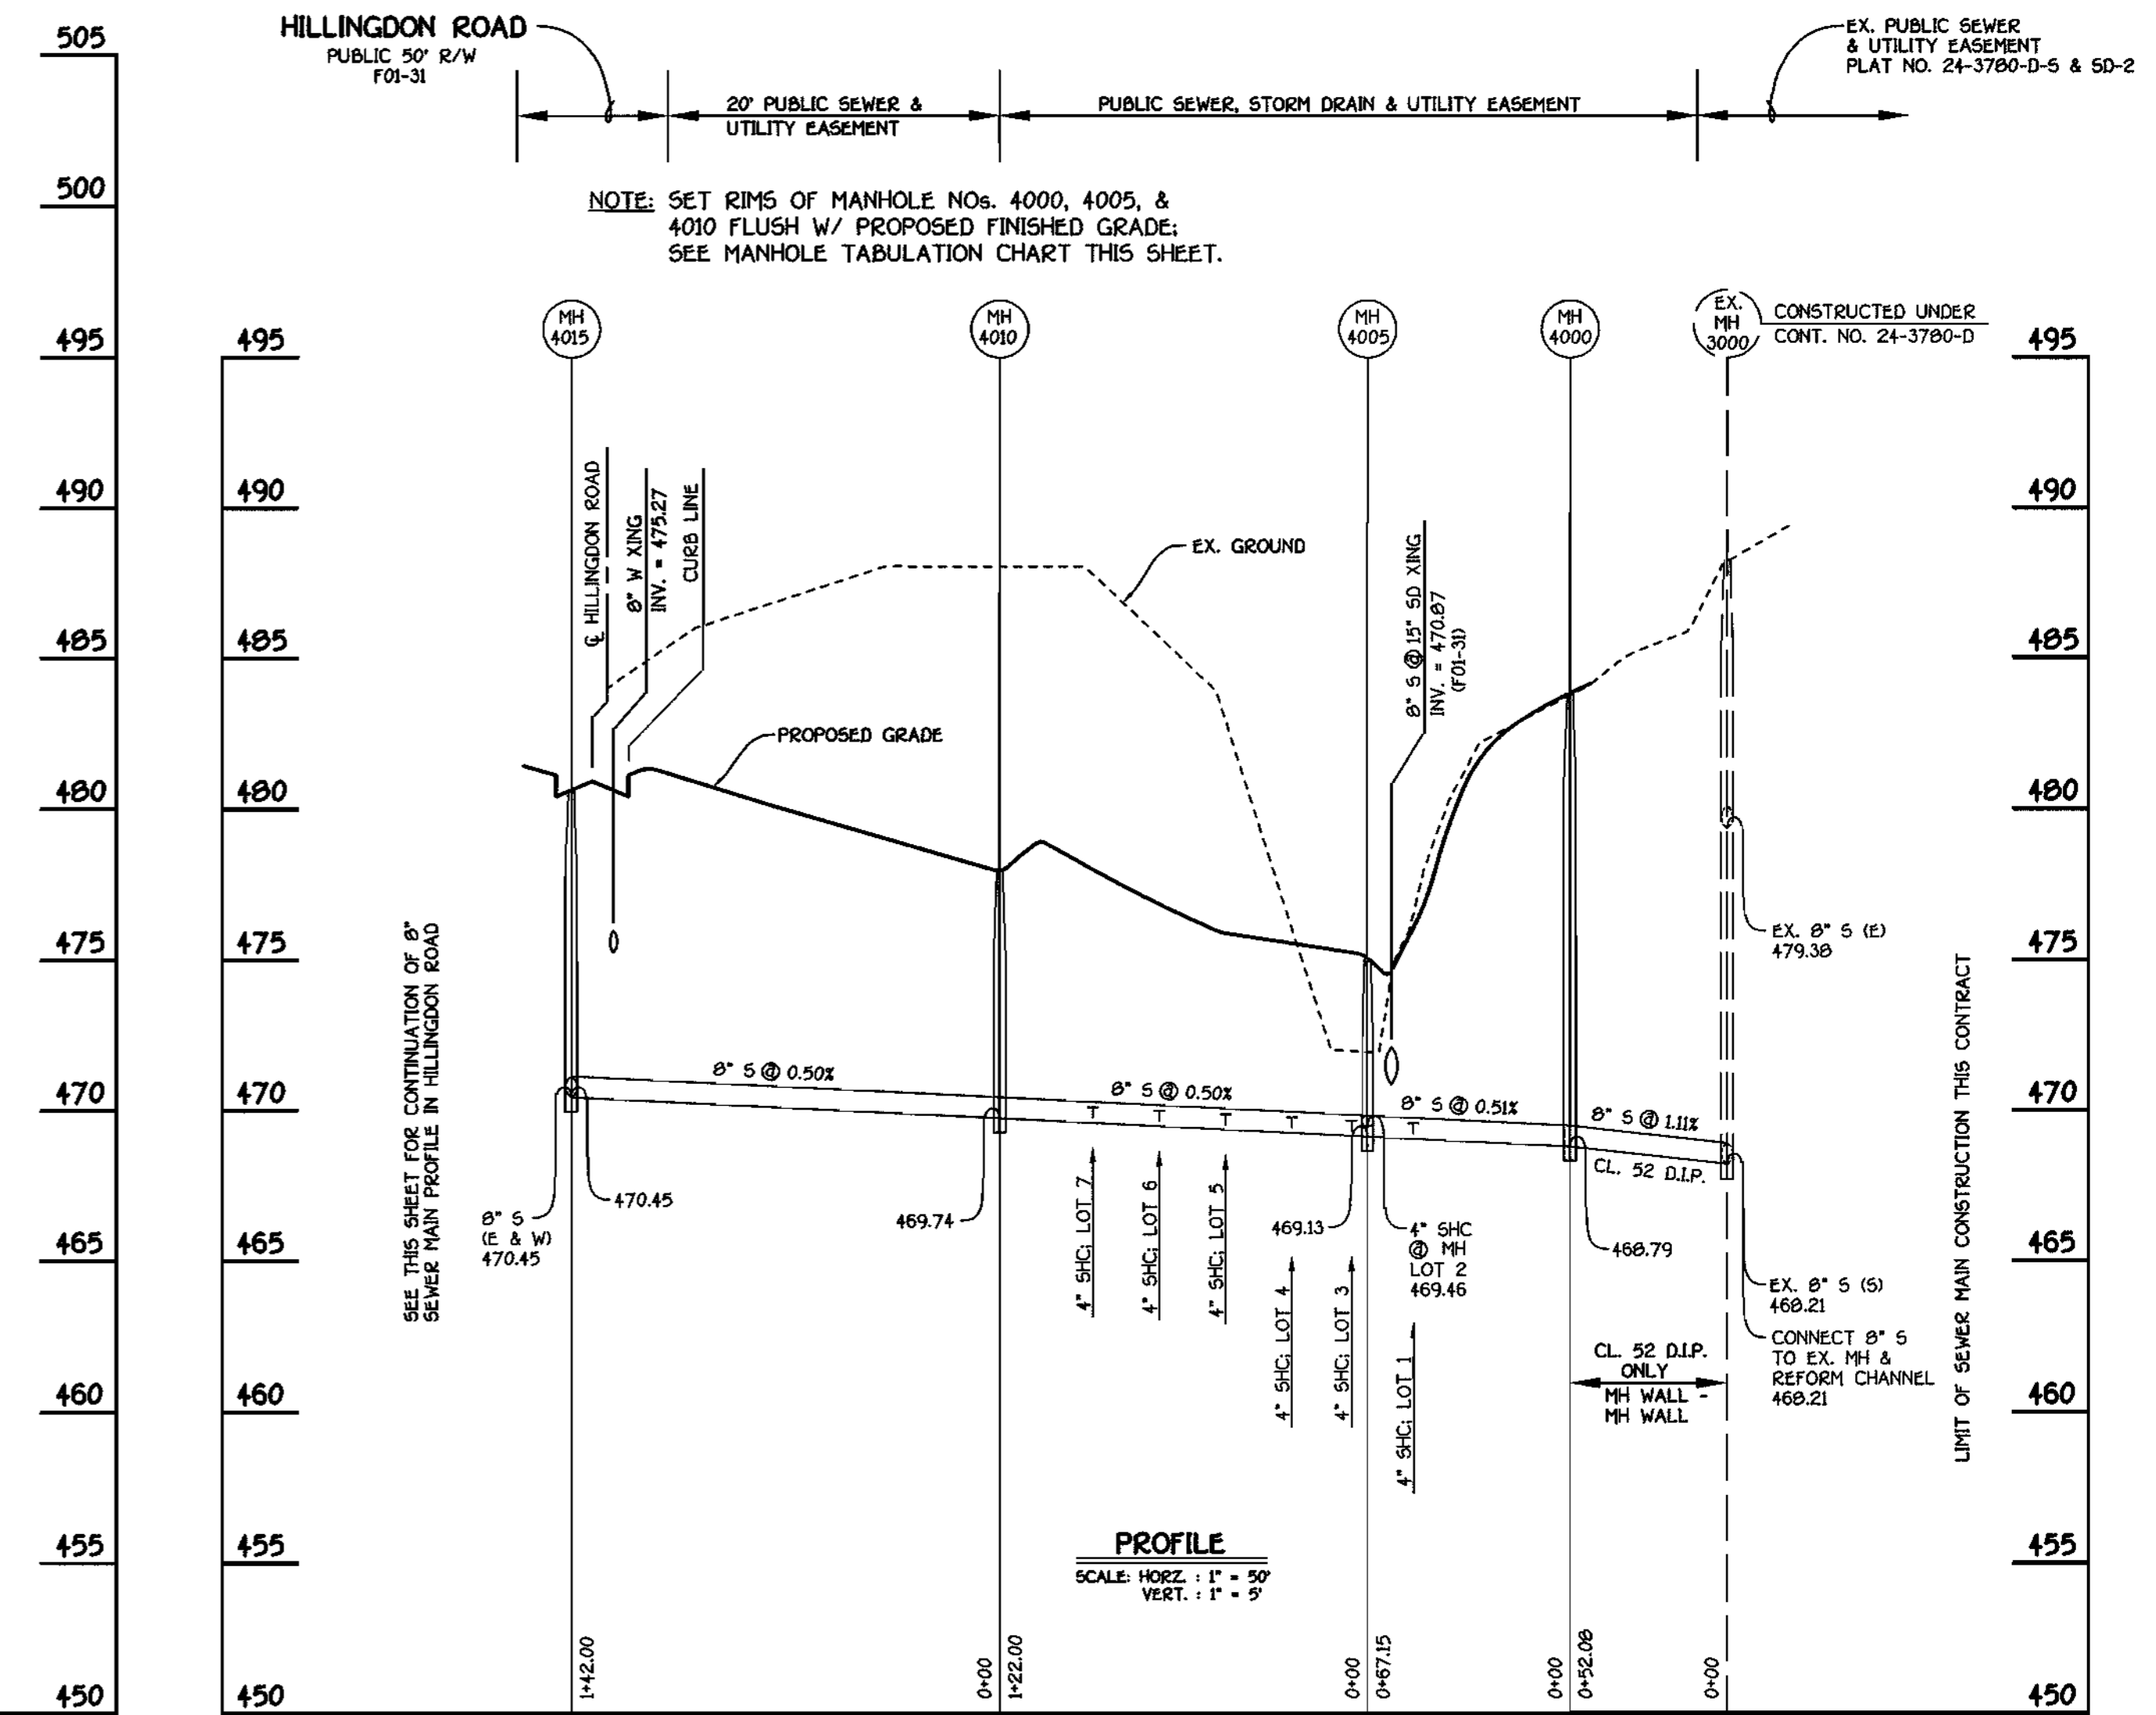 HILLINGDON ROAD
PUBLIC 50' R/W
F01-31
EX. PUBLIC SEWER
& UTILITY EASEMENT
PLAT NO. 24-3780-D-S & SD-2
20' PUBLIC SEWER &
UTILITY EASEMENT
PUBLIC SEWER, STORM DRAIN & UTILITY EASEMENT
NOTE: SET RIMS OF MANHOLE NOs. 4000, 4005, &
4010 FLUSH W/ PROPOSED FINISHED GRADE;
SEE MANHOLE TABULATION CHART THIS SHEET.
505
500
495
490
485
480
475
470
465
460
455
450
495
490
485
480
475
470
465
460
455
450
MH
4015
MH
4010
MH
4005
MH
4000
EX.
MH
3000
CONSTRUCTED UNDER
CONT. NO. 24-3780-D
℄ HILLINGDON ROAD
8" W XING
INV. = 475.27
CURB LINE
EX. GROUND
PROPOSED GRADE
8" S @ 15" SD XING
INV. = 470.87
(F01-31)
EX. 8" S (E)
479.38
SEE THIS SHEET FOR CONTINUATION OF 8"
SEWER MAIN PROFILE IN HILLINGDON ROAD
8" S @ 0.50%
8" S @ 0.50%
8" S @ 0.51%
8" S @ 1.11%
CL. 52 D.I.P.
8" S
(E & W)
470.45
470.45
469.74
4" SHC; LOT 7
4" SHC; LOT 6
4" SHC; LOT 5
4" SHC; LOT 4
4" SHC; LOT 3
469.13
4" SHC
@ MH
LOT 2
469.46
4" SHC; LOT 1
468.79
EX. 8" S (S)
468.21
CONNECT 8" S
TO EX. MH &
REFORM CHANNEL
468.21
CL. 52 D.I.P.
ONLY
MH WALL -
MH WALL
LIMIT OF SEWER MAIN CONSTRUCTION THIS CONTRACT
495
490
485
480
475
470
465
460
455
450
PROFILE
SCALE: HORZ. : 1" = 50'
VERT. : 1" = 5'
1+42.00
0+00
1+22.00
0+00
0+67.15
0+00
0+52.08
0+00